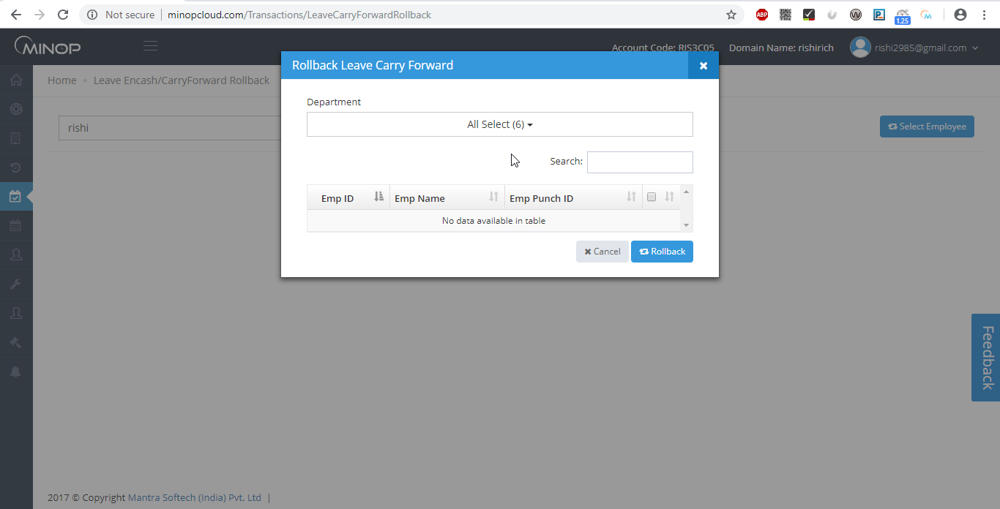 Not secure | minopcloud.com/Transactions/LeaveCarryForwardRollback
ABP
1.25
MINOP
Account Code: RIS3C05
Domain Name: rishirich
rishi2985@gmail.com
Rollback Leave Carry Forward
Home
Leave Encash/CarryForward Rollback
rishi
Select Employee
Department
All Select (6)
Search:
Emp ID
Emp Name
Emp Punch ID
No data available in table
Cancel
Rollback
Feedback
2017 © Copyright Mantra Softech (India) Pvt. Ltd |